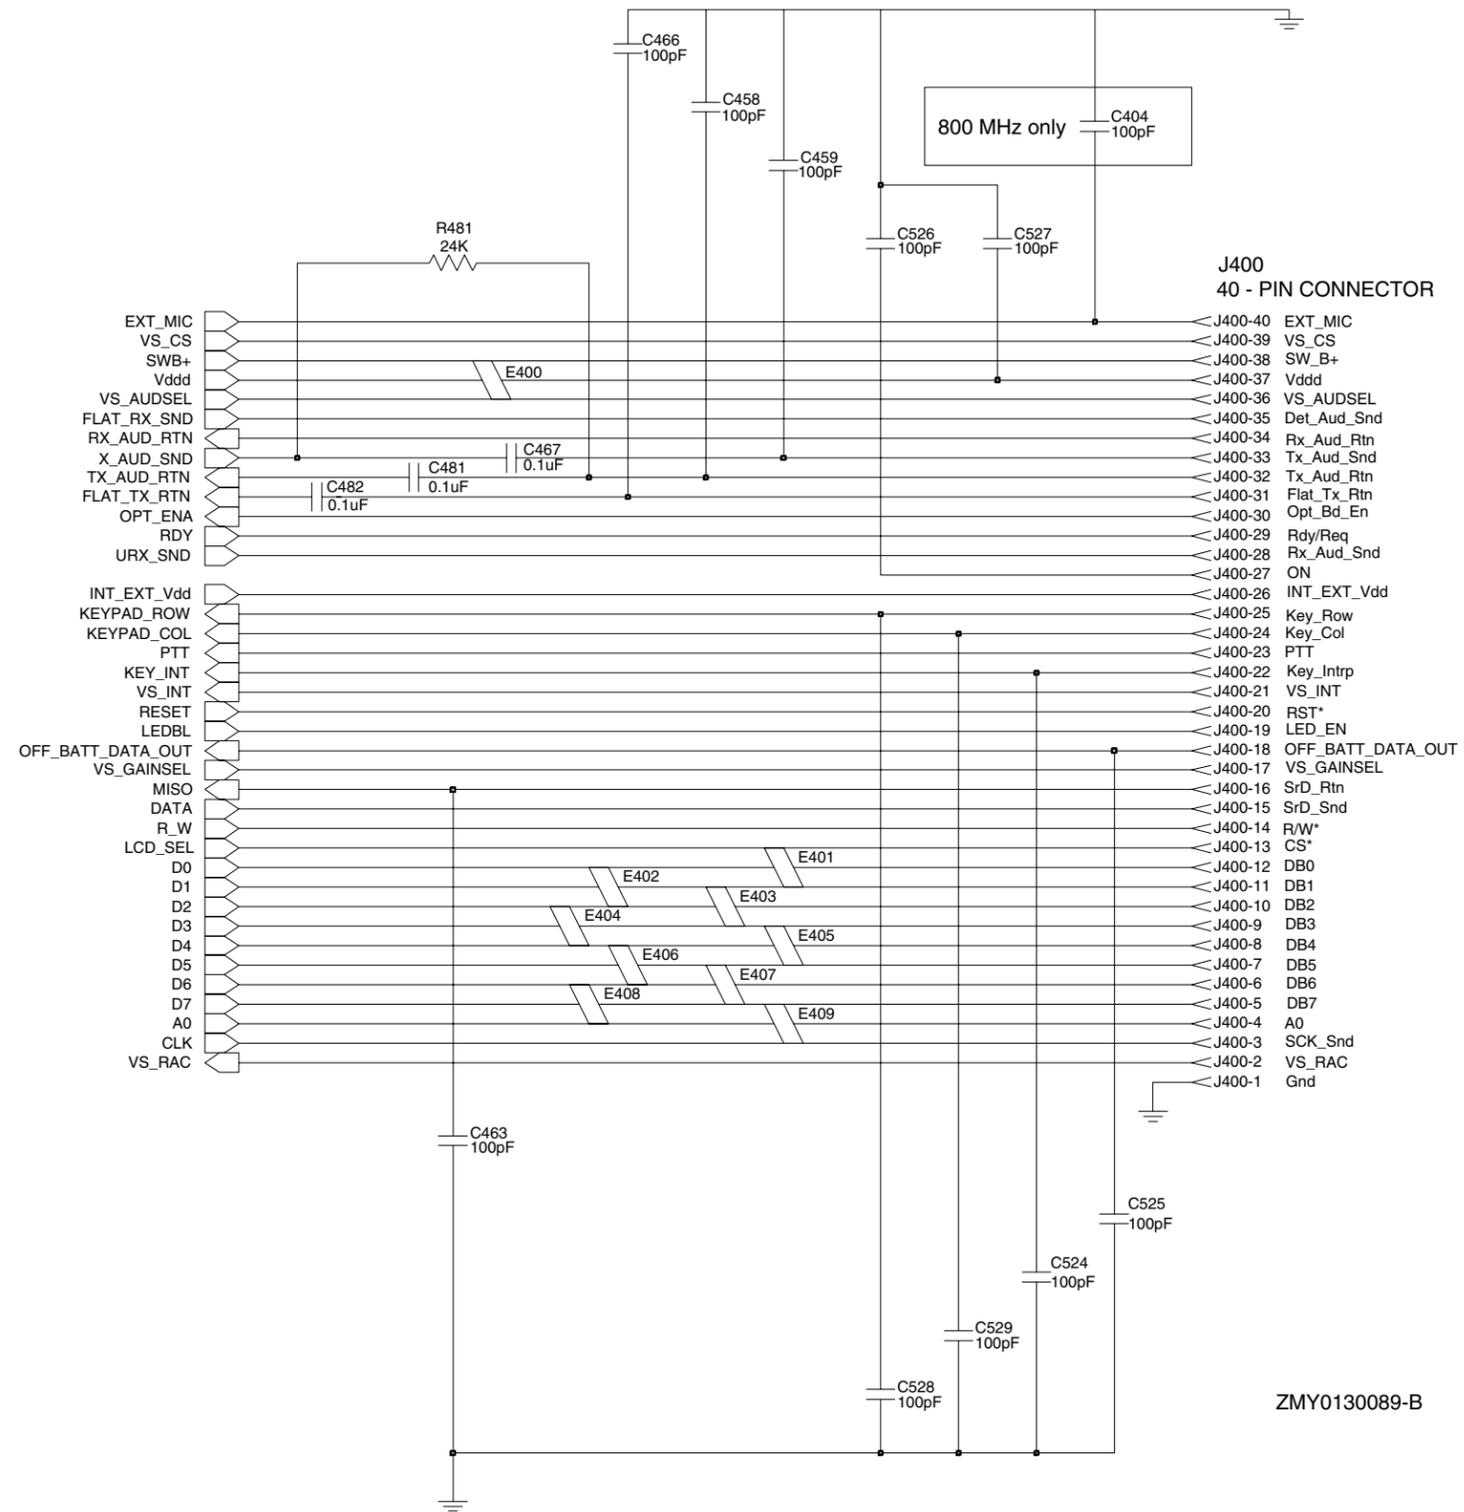 C466
100pF
C458
100pF
800 MHz only
C404
100pF
C459
100pF
R481
24K
C526
100pF
C527
100pF
J400
40 - PIN CONNECTOR
EXT_MIC J400-40 EXT_MIC
VS_CS J400-39 VS_CS
SWB+ J400-38 SW_B+
E400
Vddd J400-37 Vddd
VS_AUDSEL J400-36 VS_AUDSEL
FLAT_RX_SND J400-35 Det_Aud_Snd
RX_AUD_RTN J400-34 Rx_Aud_Rtn
C467
0.1uF
X_AUD_SND J400-33 Tx_Aud_Snd
C481
0.1uF
TX_AUD_RTN J400-32 Tx_Aud_Rtn
C482
0.1uF
FLAT_TX_RTN J400-31 Flat_Tx_Rtn
OPT_ENA J400-30 Opt_Bd_En
RDY J400-29 Rdy/Req
URX_SND J400-28 Rx_Aud_Snd
J400-27 ON
INT_EXT_Vdd J400-26 INT_EXT_Vdd
KEYPAD_ROW J400-25 Key_Row
KEYPAD_COL J400-24 Key_Col
PTT J400-23 PTT
KEY_INT J400-22 Key_Intrp
VS_INT J400-21 VS_INT
RESET J400-20 RST*
LEDBL J400-19 LED_EN
OFF_BATT_DATA_OUT J400-18 OFF_BATT_DATA_OUT
VS_GAINSEL J400-17 VS_GAINSEL
MISO J400-16 SrD_Rtn
DATA J400-15 SrD_Snd
R_W J400-14 R/W*
LCD_SEL J400-13 CS*
E401
D0 J400-12 DB0
E402
D1 J400-11 DB1
E403
D2 J400-10 DB2
E404
D3 J400-9 DB3
E405
D4 J400-8 DB4
E406
D5 J400-7 DB5
E407
D6 J400-6 DB6
E408
D7 J400-5 DB7
E409
A0 J400-4 A0
CLK J400-3 SCK_Snd
VS_RAC J400-2 VS_RAC
J400-1 Gnd
C463
100pF
C525
100pF
C524
100pF
C529
100pF
C528
100pF
ZMY0130089-B